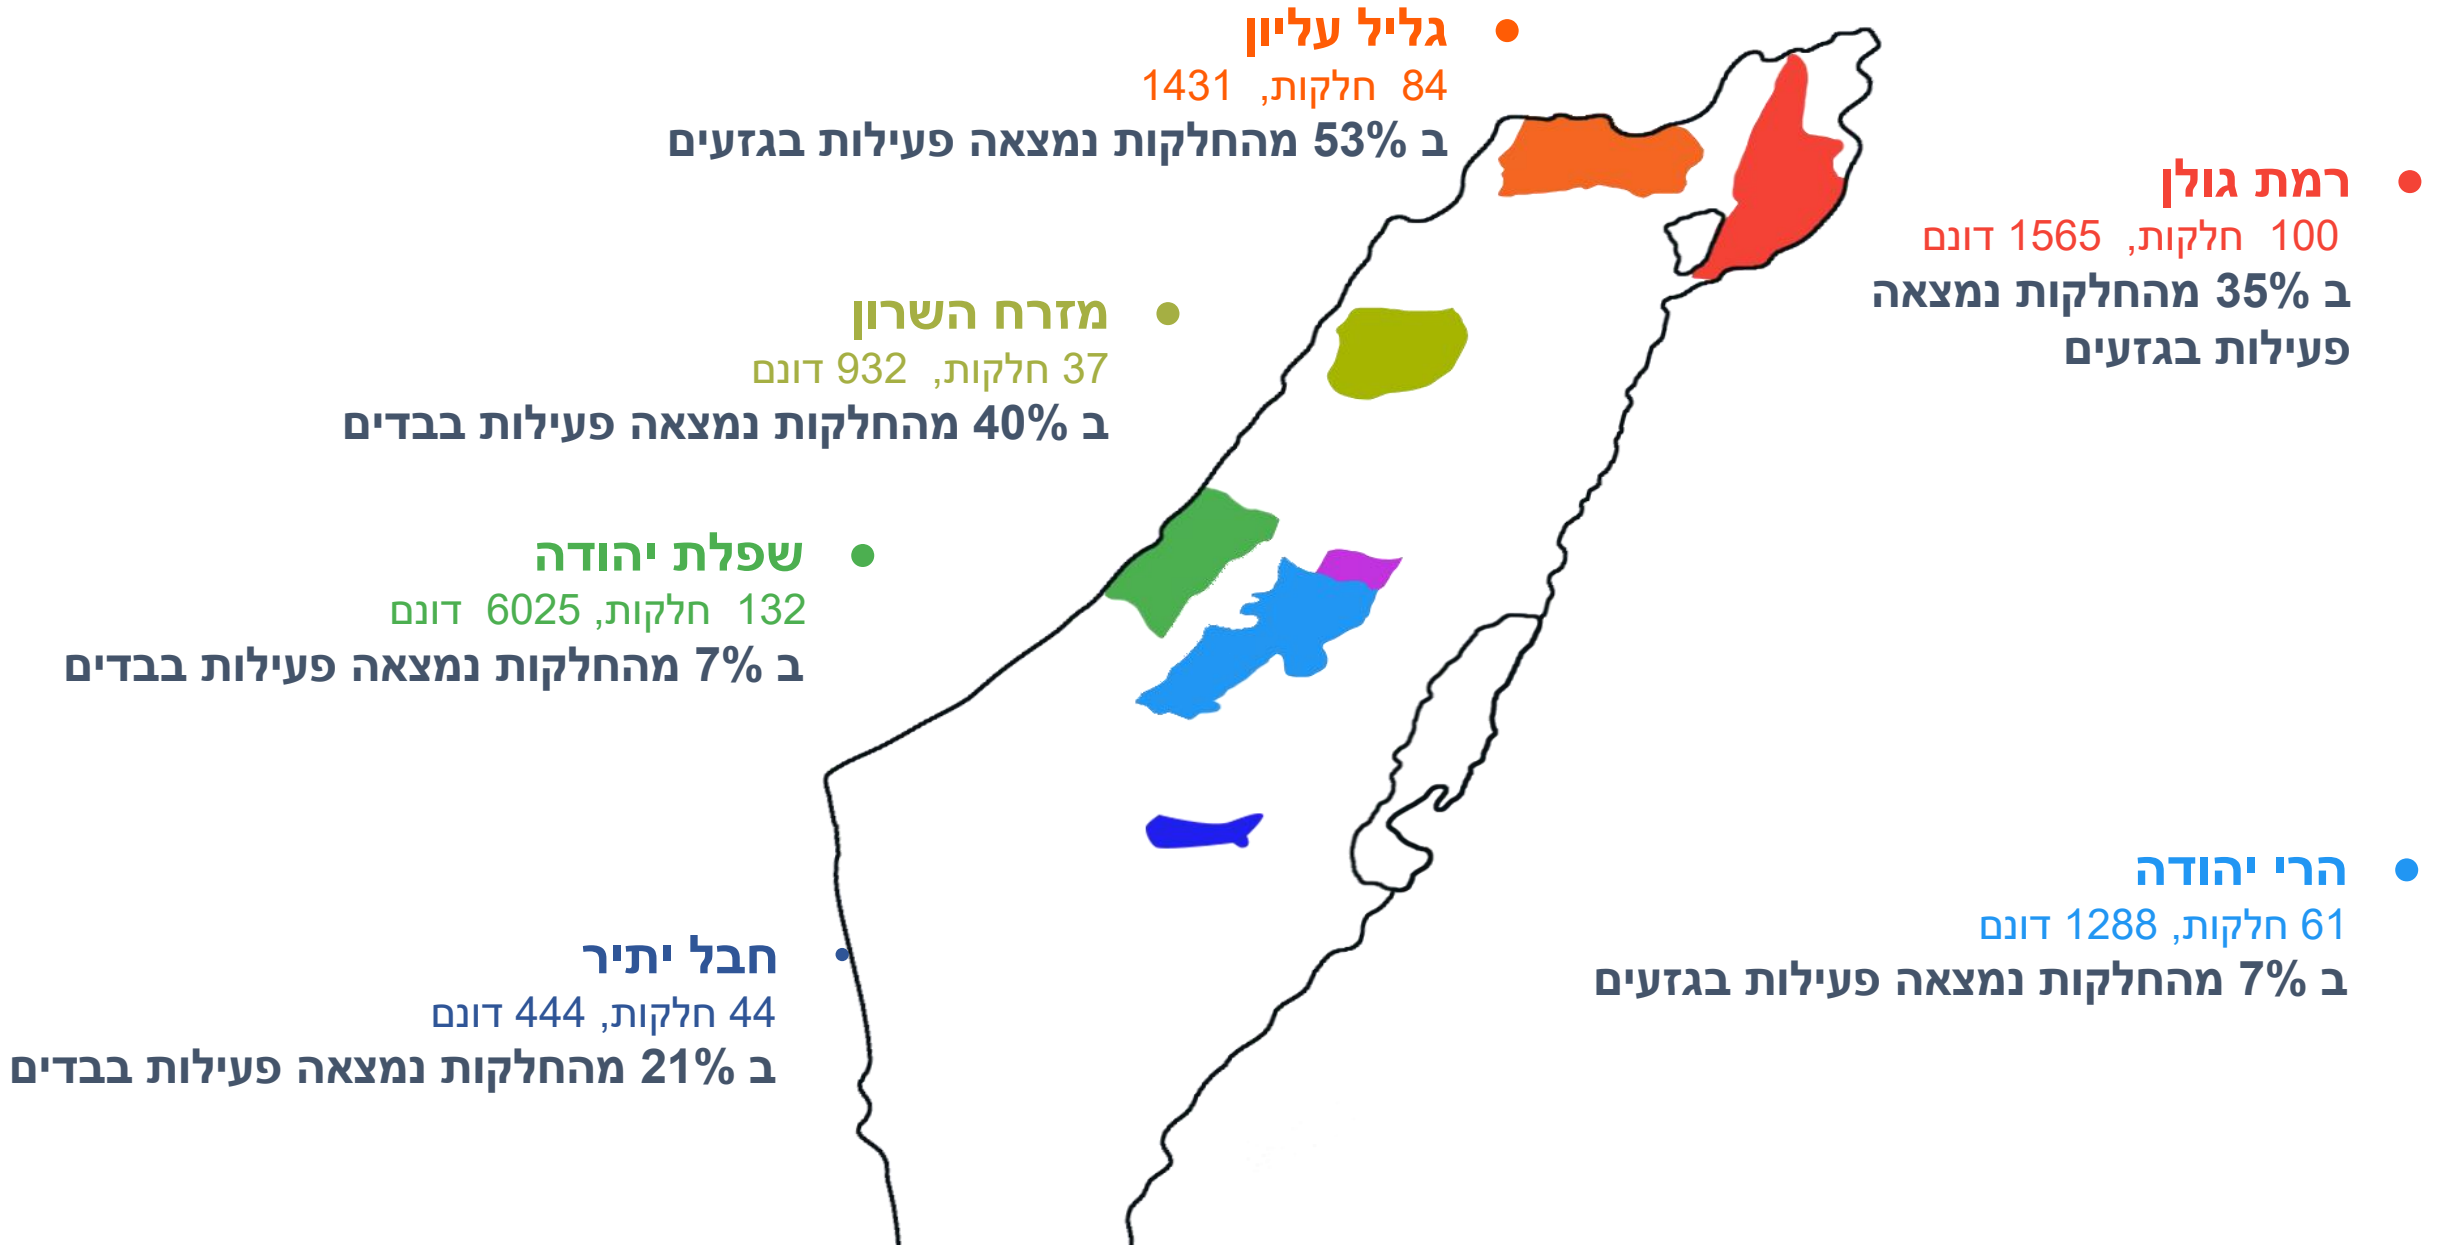 גליל עליון
84 חלקות, 1431
ב 53% מהחלקות נמצאה פעילות בגזעים
רמת גולן
100 חלקות, 1565 דונם
ב 35% מהחלקות נמצאה
פעילות בגזעים
מזרח השרון
37 חלקות, 932 דונם
ב 40% מהחלקות נמצאה פעילות בבדים
שפלת יהודה
132 חלקות, 6025 דונם
ב 7% מהחלקות נמצאה פעילות בבדים
הרי יהודה
61 חלקות, 1288 דונם
ב 7% מהחלקות נמצאה פעילות בגזעים
חבל יתיר
44 חלקות, 444 דונם
ב 21% מהחלקות נמצאה פעילות בבדים